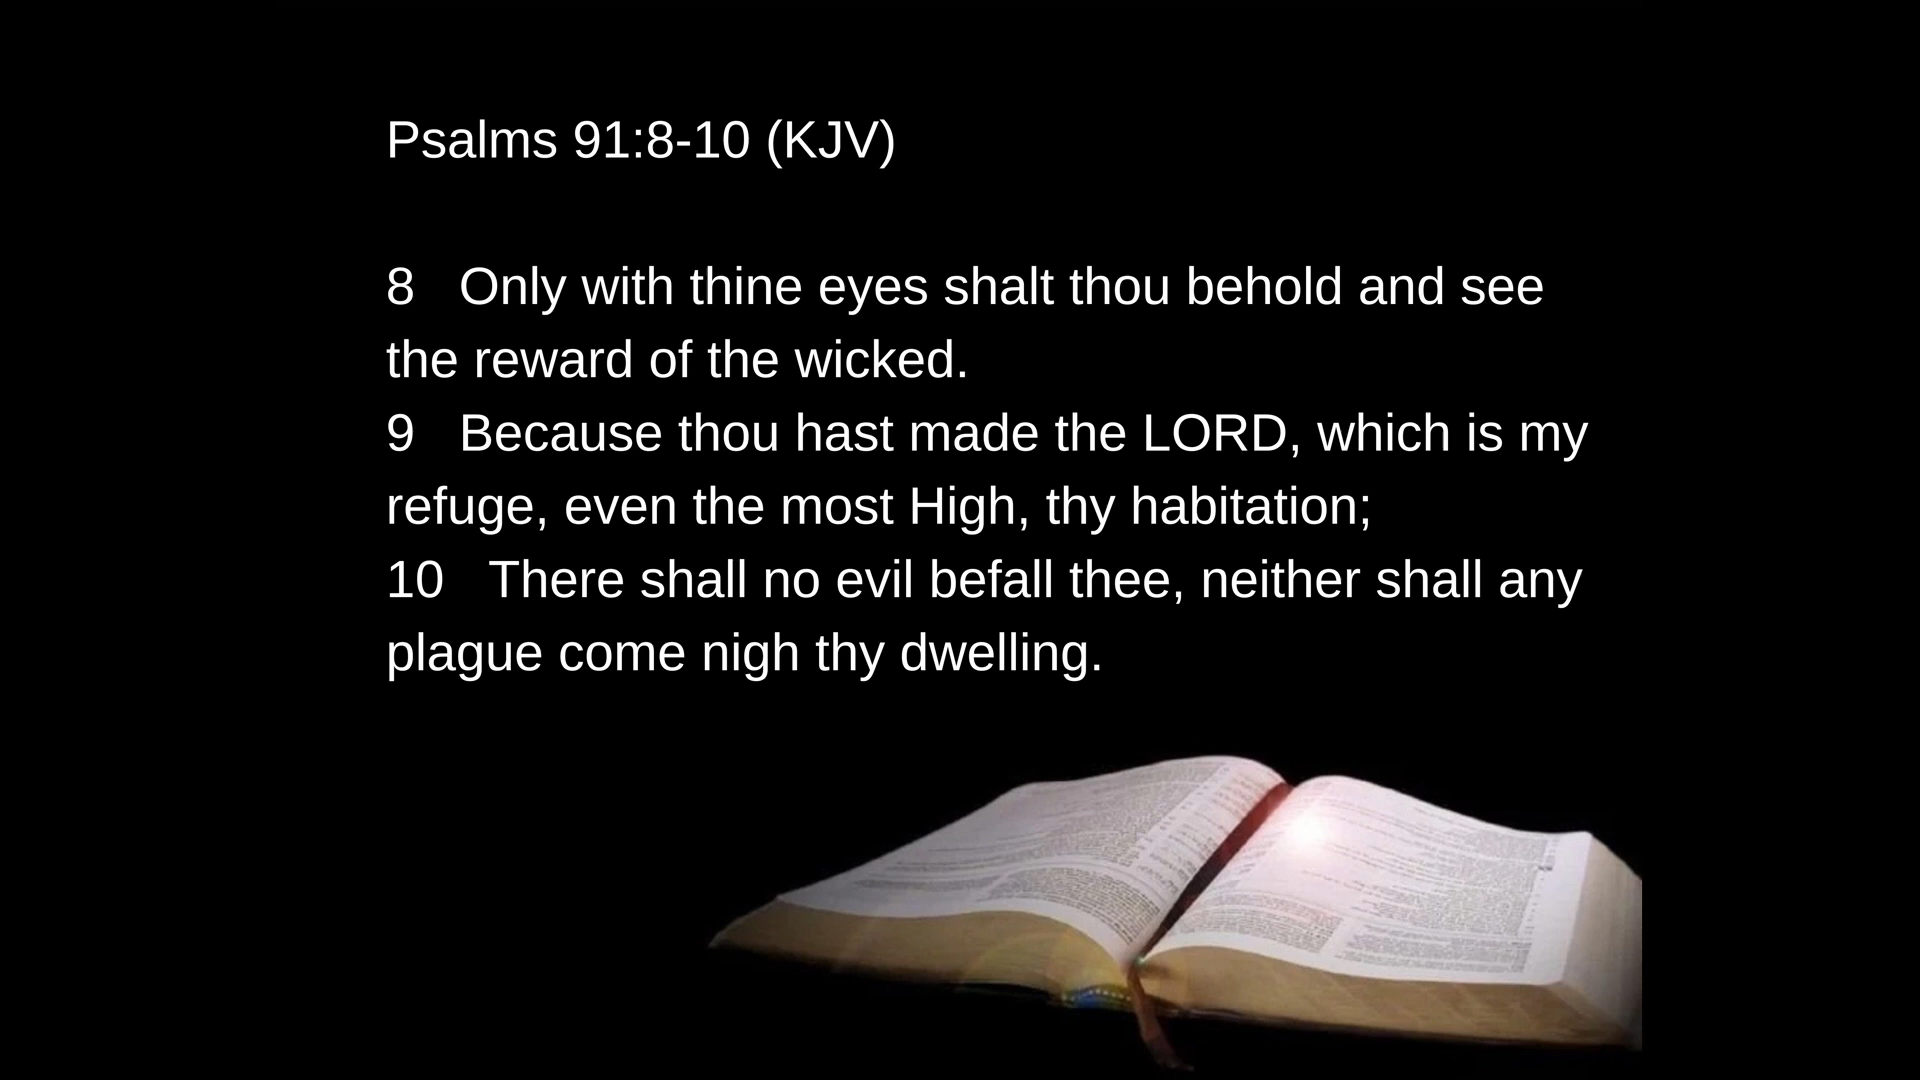 Psalms 91:8-10 (KJV)
8 Only with thine eyes shalt thou behold and see
the reward of the wicked.
9 Because thou hast made the LORD, which is my
refuge, even the most High, thy habitation;
10 There shall no evil befall thee, neither shall any
plague come nigh thy dwelling.